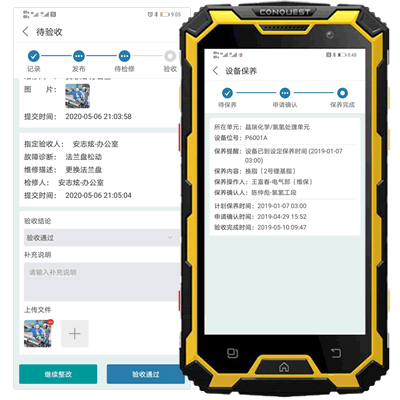 9:05
待验收
记录
发布
待检修
验收
图　片:
提交时间: 2020-05-06 21:03:58
指定验收人: 安志炫-办公室
故障诊断: 法兰盘松动
维修描述: 更换法兰盘
检修人: 安志炫-办公室
提交时间: 2020-05-06 21:05:04
验收结论
验收通过
补充说明
请输入补充说明
上传文件
继续整改
验收通过
CONQUEST
8:48
设备保养
待保养
申请确认
保养完成
所在单元: 晶瑞化学/氯氢处理单元
设备位号: P6001A
保养提醒: 设备已到设定保养时间 (2019-01-07
03:00)
保养内容: 换脂（2号锂基脂）
保养操作人: 王富春-电气部（维保）
保养确认人: 陈仲彪-氯氢工段
计划保养时间: 2019-01-07 03:00
申请确认时间: 2019-04-29 15:52
验收完成时间: 2019-05-10 09:47